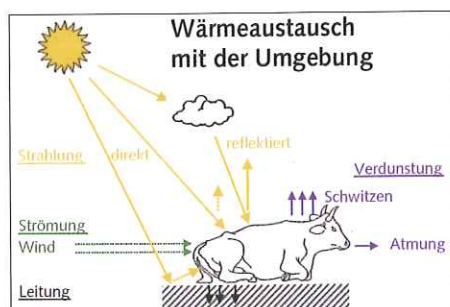 Wärmeaustausch
mit der Umgebung
Strahlung
direkt
reflektiert
Verdunstung
Schwitzen
Strömung
Wind
Atmung
Leitung